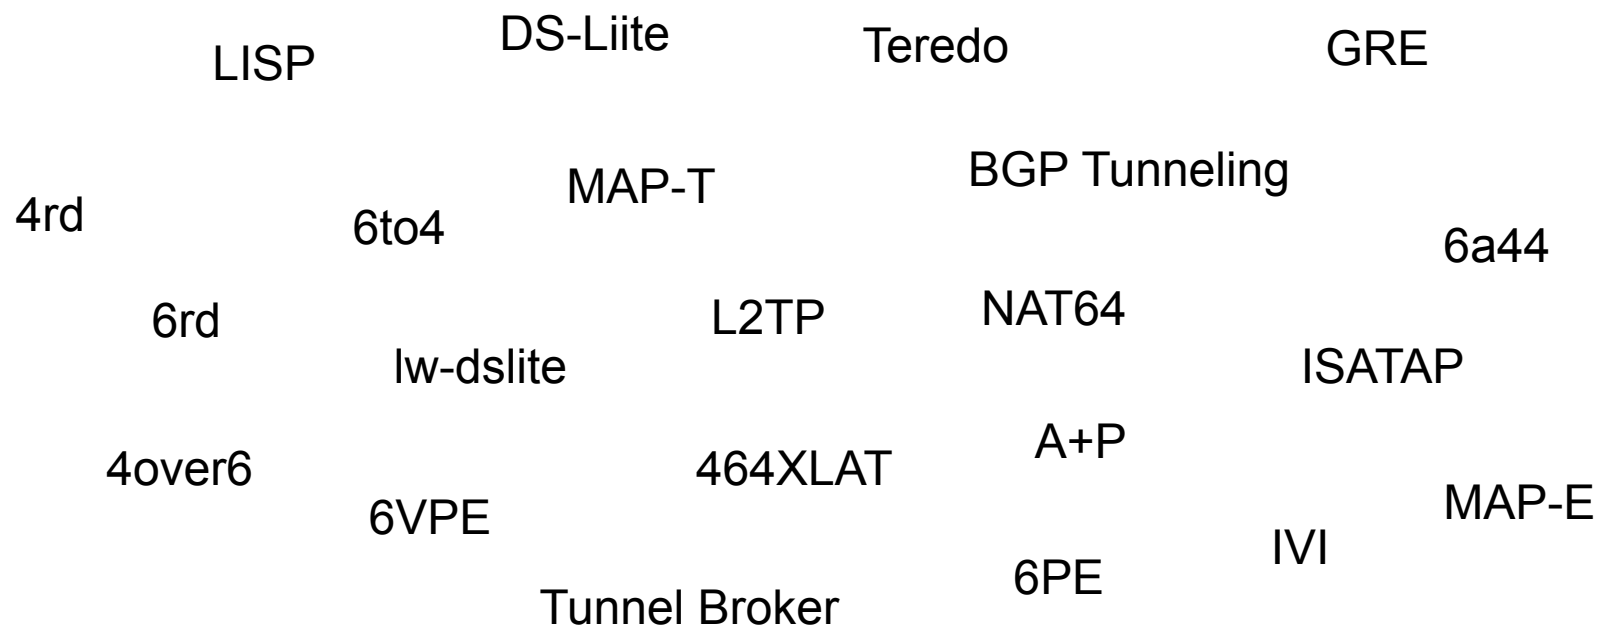 LISP
DS-Liite
Teredo
GRE
4rd
6to4
MAP-T
BGP Tunneling
6a44
6rd
L2TP
NAT64
lw-dslite
ISATAP
4over6
464XLAT
A+P
6VPE
MAP-E
IVI
6PE
Tunnel Broker